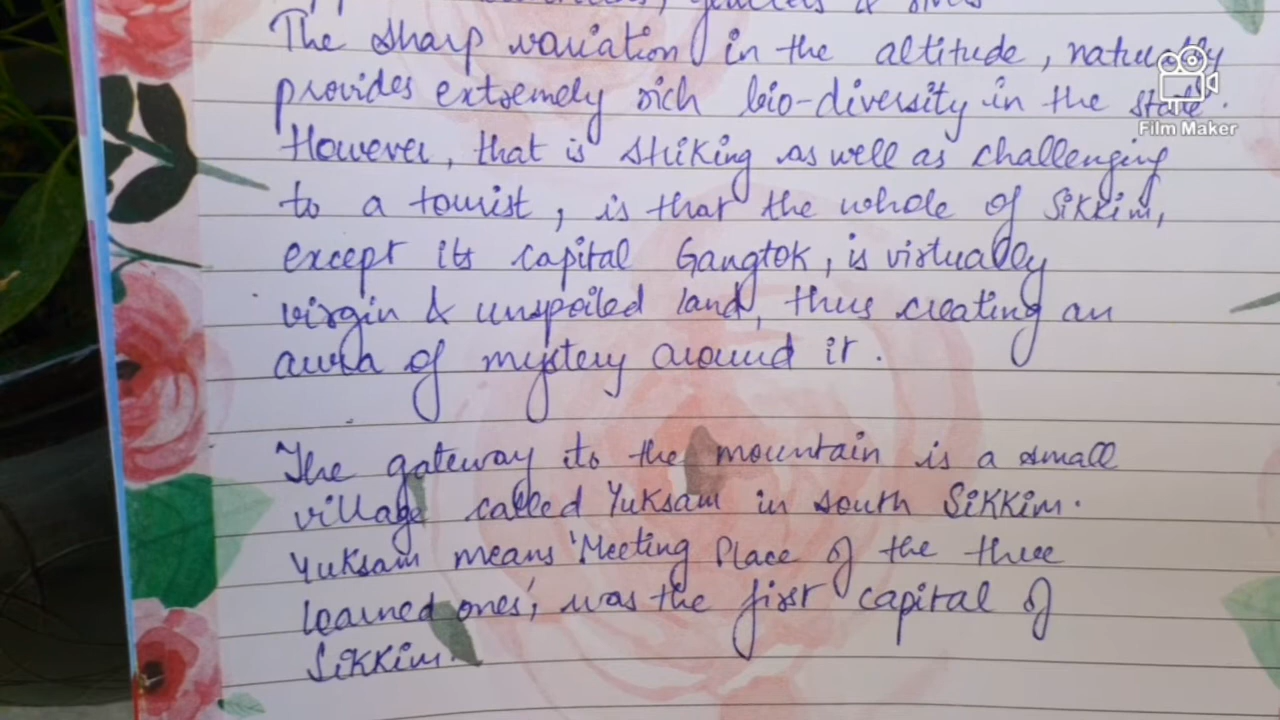 glaciers & rivers
The sharp variation in the altitude, naturally
provides extremely rich bio-diversity in the state.
However, that is striking as well as challenging
to a tourist, is that the whole of Sikkim,
except its capital Gangtok, is virtually
virgin & unspoiled land, thus creating an
aura of mystery around it.
The gateway to the mountain is a small
village called Yuksam in south Sikkim.
Yuksam means 'Meeting Place of the three
learned ones', was the first capital of
Sikkim.
Film Maker